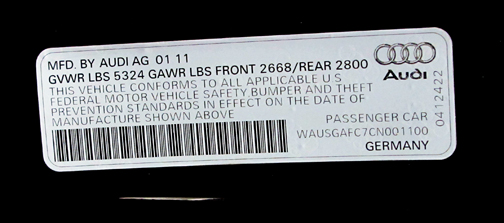 MFD. BY AUDI AG 01 11
GVWR LBS 5324 GAWR LBS FRONT 2668/REAR 2800
THIS VEHICLE CONFORMS TO ALL APPLICABLE U S
FEDERAL MOTOR VEHICLE SAFETY,BUMPER AND THEFT
PREVENTION STANDARDS IN EFFECT ON THE DATE OF
MANUFACTURE SHOWN ABOVE
Audi
0412422
PASSENGER CAR
WAUSGAFC7CN001100
GERMANY